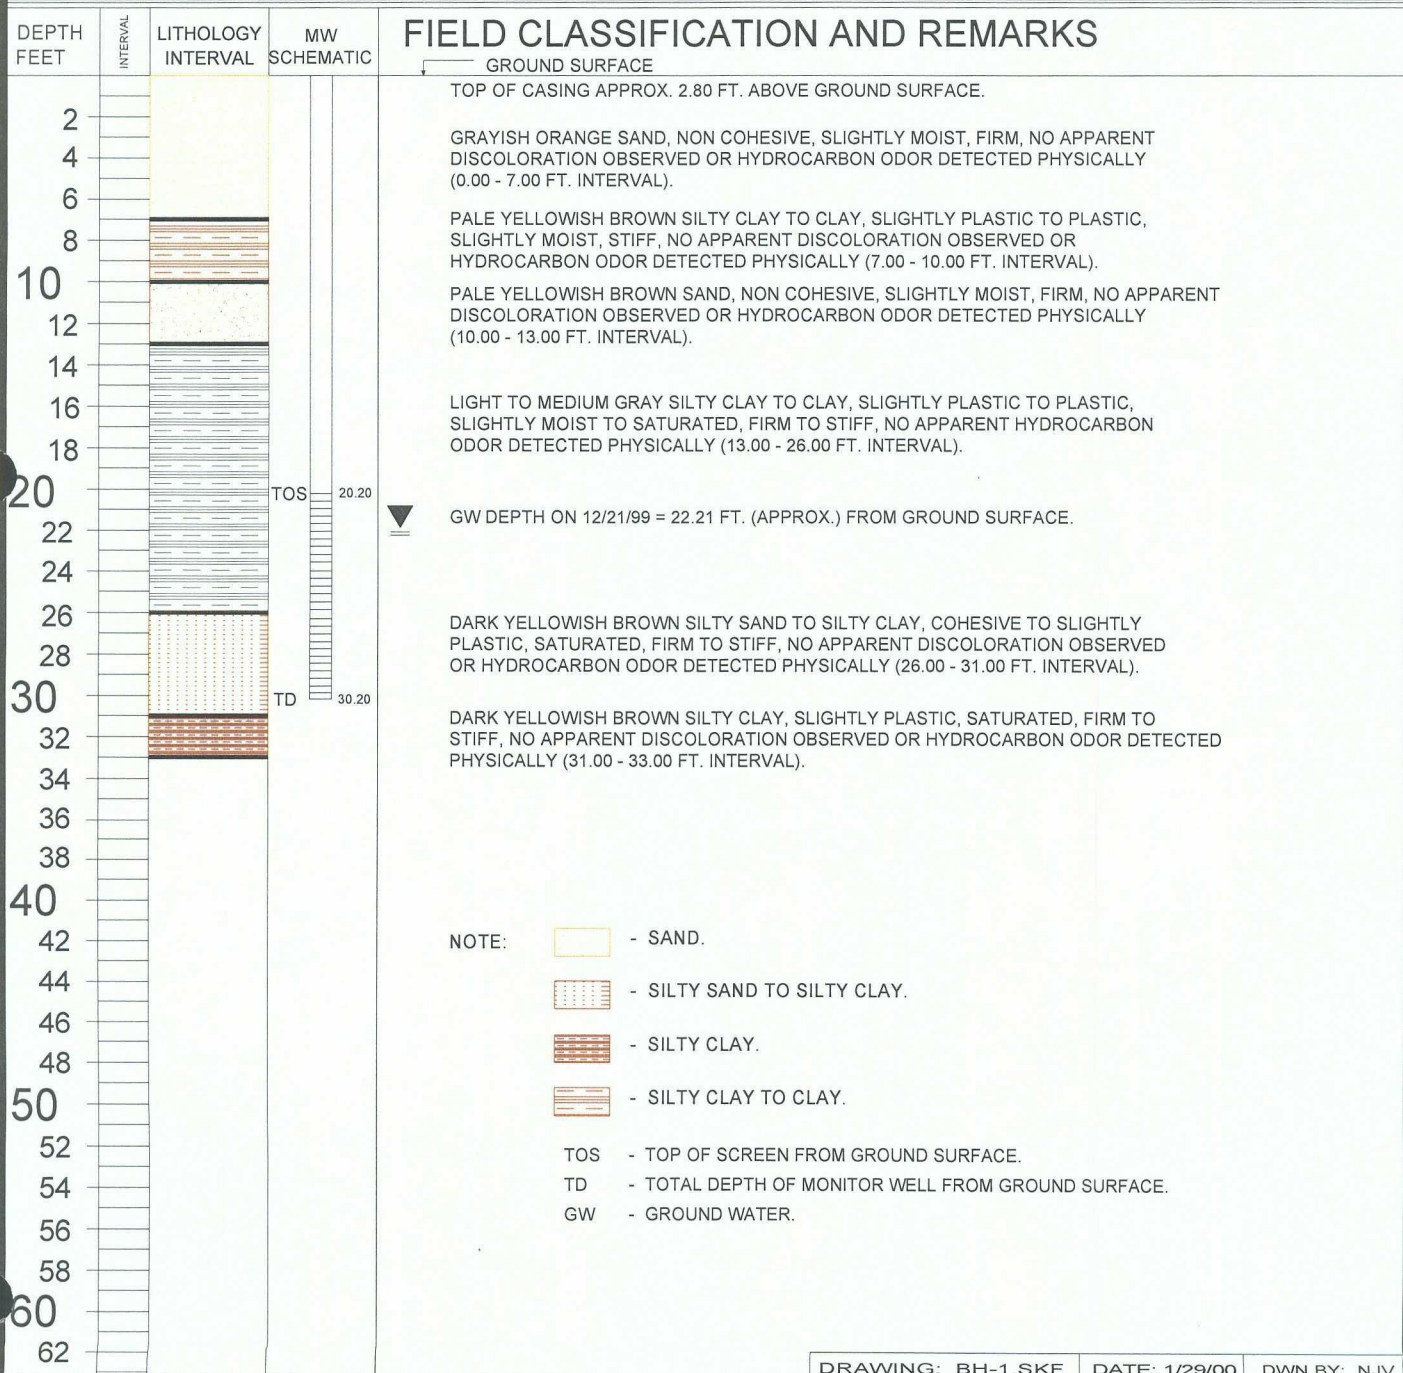 DEPTH
FEET
INTERVAL
LITHOLOGY
INTERVAL
MW
SCHEMATIC
FIELD CLASSIFICATION AND REMARKS
GROUND SURFACE
TOP OF CASING APPROX. 2.80 FT. ABOVE GROUND SURFACE.
2
4
6
8
10
12
14
16
18
20
22
24
26
28
30
32
34
36
38
40
42
44
46
48
50
52
54
56
58
60
62
TOS
20.20
TD
30.20
GRAYISH ORANGE SAND, NON COHESIVE, SLIGHTLY MOIST, FIRM, NO APPARENT
DISCOLORATION OBSERVED OR HYDROCARBON ODOR DETECTED PHYSICALLY
(0.00 - 7.00 FT. INTERVAL).
PALE YELLOWISH BROWN SILTY CLAY TO CLAY, SLIGHTLY PLASTIC TO PLASTIC,
SLIGHTLY MOIST, STIFF, NO APPARENT DISCOLORATION OBSERVED OR
HYDROCARBON ODOR DETECTED PHYSICALLY (7.00 - 10.00 FT. INTERVAL).
PALE YELLOWISH BROWN SAND, NON COHESIVE, SLIGHTLY MOIST, FIRM, NO APPARENT
DISCOLORATION OBSERVED OR HYDROCARBON ODOR DETECTED PHYSICALLY
(10.00 - 13.00 FT. INTERVAL).
LIGHT TO MEDIUM GRAY SILTY CLAY TO CLAY, SLIGHTLY PLASTIC TO PLASTIC,
SLIGHTLY MOIST TO SATURATED, FIRM TO STIFF, NO APPARENT HYDROCARBON
ODOR DETECTED PHYSICALLY (13.00 - 26.00 FT. INTERVAL).
GW DEPTH ON 12/21/99 = 22.21 FT. (APPROX.) FROM GROUND SURFACE.
DARK YELLOWISH BROWN SILTY SAND TO SILTY CLAY, COHESIVE TO SLIGHTLY
PLASTIC, SATURATED, FIRM TO STIFF, NO APPARENT DISCOLORATION OBSERVED
OR HYDROCARBON ODOR DETECTED PHYSICALLY (26.00 - 31.00 FT. INTERVAL).
DARK YELLOWISH BROWN SILTY CLAY, SLIGHTLY PLASTIC, SATURATED, FIRM TO
STIFF, NO APPARENT DISCOLORATION OBSERVED OR HYDROCARBON ODOR DETECTED
PHYSICALLY (31.00 - 33.00 FT. INTERVAL).
NOTE:
- SAND.
- SILTY SAND TO SILTY CLAY.
- SILTY CLAY.
- SILTY CLAY TO CLAY.
TOS - TOP OF SCREEN FROM GROUND SURFACE.
TD - TOTAL DEPTH OF MONITOR WELL FROM GROUND SURFACE.
GW - GROUND WATER.
DRAWING: BH-1.SKF DATE: 1/29/00 DWN BY: NJV